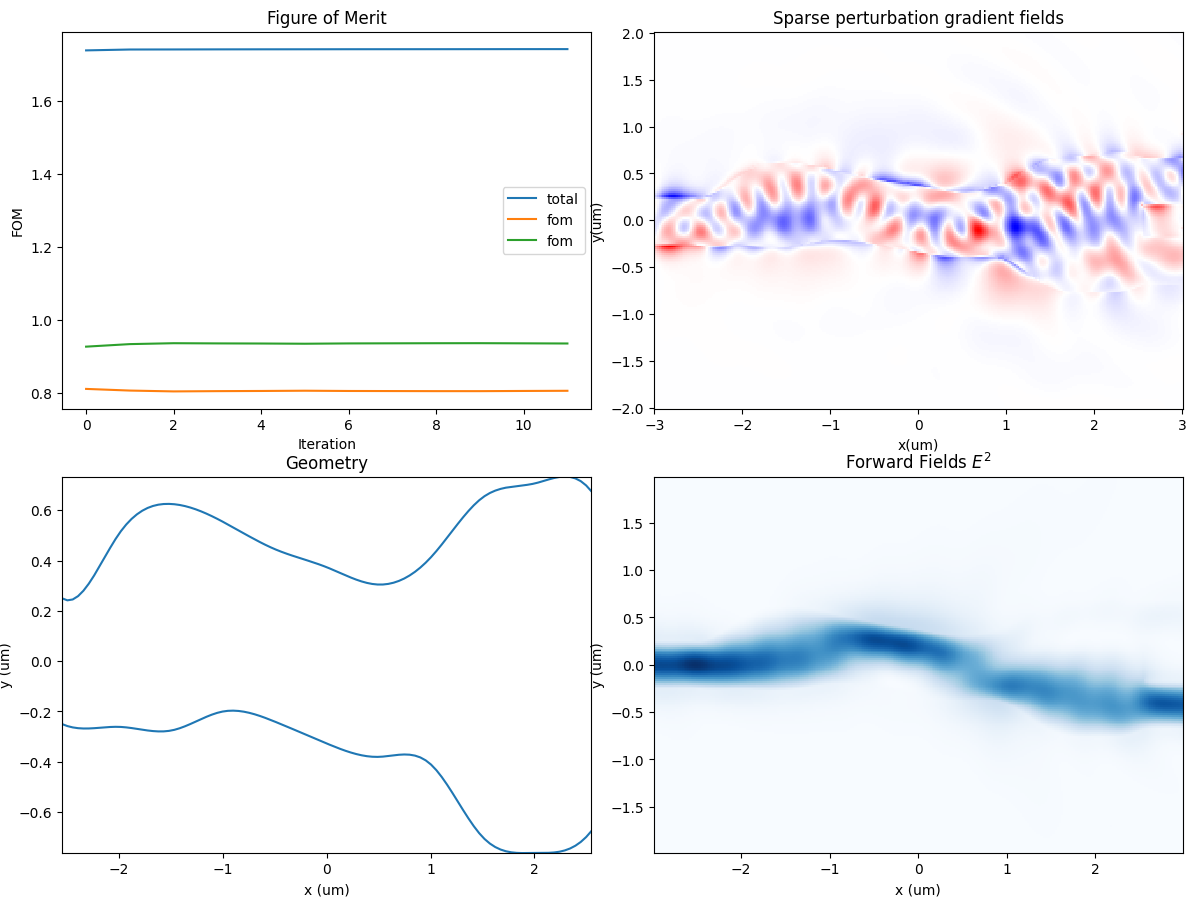 Figure of Merit
FOM
1.6
1.4
1.2
1.0
0.8
total
fom
fom
0 2 4 6 8 10
Iteration
Sparse perturbation gradient fields
y(um)
2.0
1.5
1.0
0.5
0.0
−0.5
−1.0
−1.5
−2.0
−3 −2 −1 0 1 2 3
x(um)
Geometry
y (um)
0.6
0.4
0.2
0.0
−0.2
−0.4
−0.6
−2 −1 0 1 2
x (um)
Forward Fields E²
y (um)
1.5
1.0
0.5
0.0
−0.5
−1.0
−1.5
−2 −1 0 1 2
x (um)